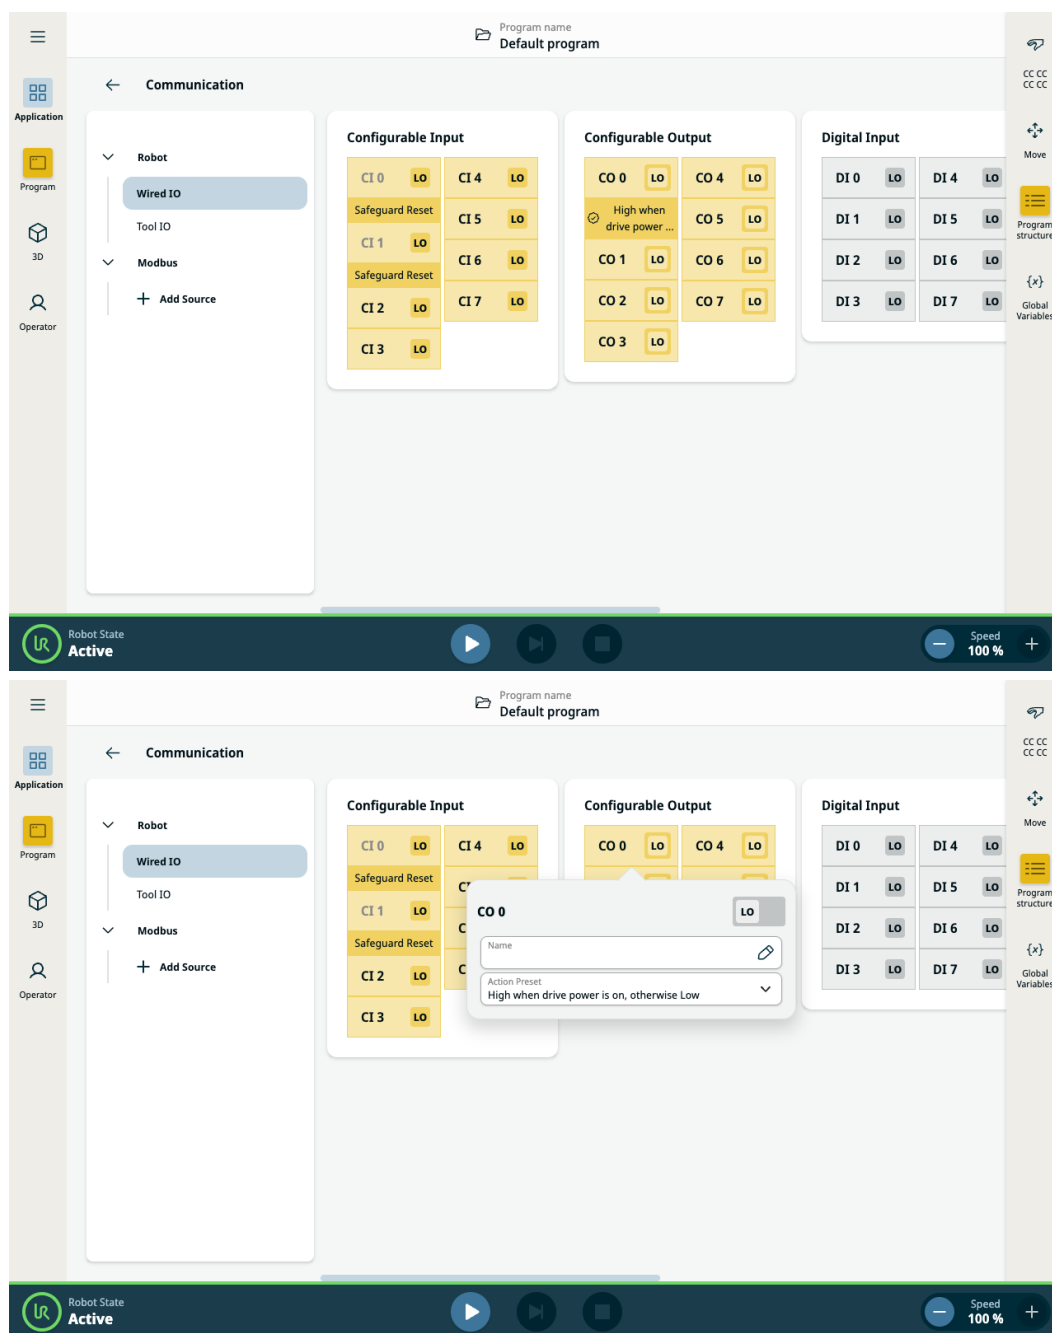 Program name
Default program
Application
Program
3D
Operator
Communication
Robot
Wired IO
Tool IO
Modbus
Add Source
Configurable Input
CI 0 LO CI 4 LO
Safeguard Reset
CI 5 LO
CI 1 LO
CI 6 LO
Safeguard Reset
CI 2 LO CI 7 LO
CI 3 LO
Configurable Output
CO 0 LO CO 4 LO
High when
drive power ...
CO 5 LO
CO 1 LO CO 6 LO
CO 2 LO CO 7 LO
CO 3 LO
Digital Input
DI 0 LO DI 4 LO
DI 1 LO DI 5 LO
DI 2 LO DI 6 LO
DI 3 LO DI 7 LO
CC CC
CC CC
Move
Program
structure
{x}
Global
Variables
UR
Robot State
Active
Speed
100 %
Program name
Default program
Application
Program
3D
Operator
Communication
Robot
Wired IO
Tool IO
Modbus
Add Source
Configurable Input
CI 0 LO CI 4 LO
Safeguard Reset
CI 1 LO
Safeguard Reset
CI 2 LO
CI 3 LO
Configurable Output
CO 0 LO CO 4 LO
CO 0 LO
Name
Action Preset
High when drive power is on, otherwise Low
Digital Input
DI 0 LO DI 4 LO
DI 1 LO DI 5 LO
DI 2 LO DI 6 LO
DI 3 LO DI 7 LO
CC CC
CC CC
Move
Program
structure
{x}
Global
Variables
UR
Robot State
Active
Speed
100 %